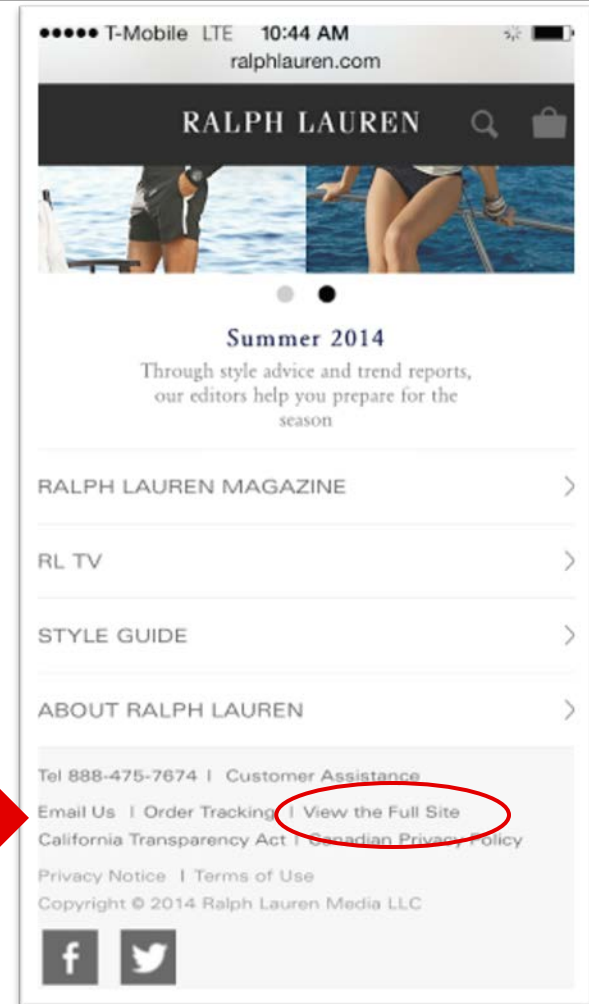 T-Mobile LTE 10:44 AM
ralphlauren.com
RALPH LAUREN
Summer 2014
Through style advice and trend reports,
our editors help you prepare for the
season
RALPH LAUREN MAGAZINE
RL TV
STYLE GUIDE
ABOUT RALPH LAUREN
Tel 888-475-7674 | Customer Assistance
Email Us | Order Tracking | View the Full Site
California Transparency Act | Canadian Privacy Policy
Privacy Notice | Terms of Use
Copyright © 2014 Ralph Lauren Media LLC
f